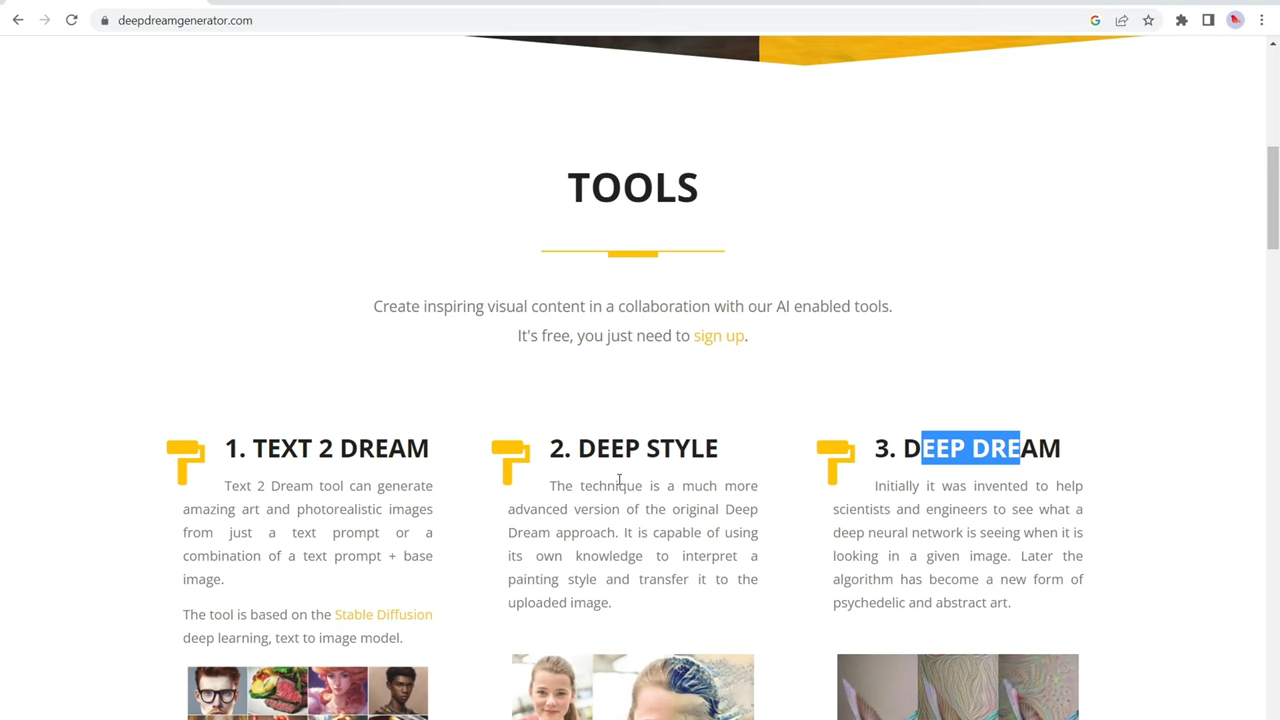 deepdreamgenerator.com
TOOLS
Create inspiring visual content in a collaboration with our AI enabled tools.
It's free, you just need to sign up.
1. TEXT 2 DREAM
Text 2 Dream tool can generate
amazing art and photorealistic images
from just a text prompt or a
combination of a text prompt + base
image.
The tool is based on the Stable Diffusion
deep learning, text to image model.
2. DEEP STYLE
The technique is a much more
advanced version of the original Deep
Dream approach. It is capable of using
its own knowledge to interpret a
painting style and transfer it to the
uploaded image.
3. DEEP DREAM
Initially it was invented to help
scientists and engineers to see what a
deep neural network is seeing when it is
looking in a given image. Later the
algorithm has become a new form of
psychedelic and abstract art.